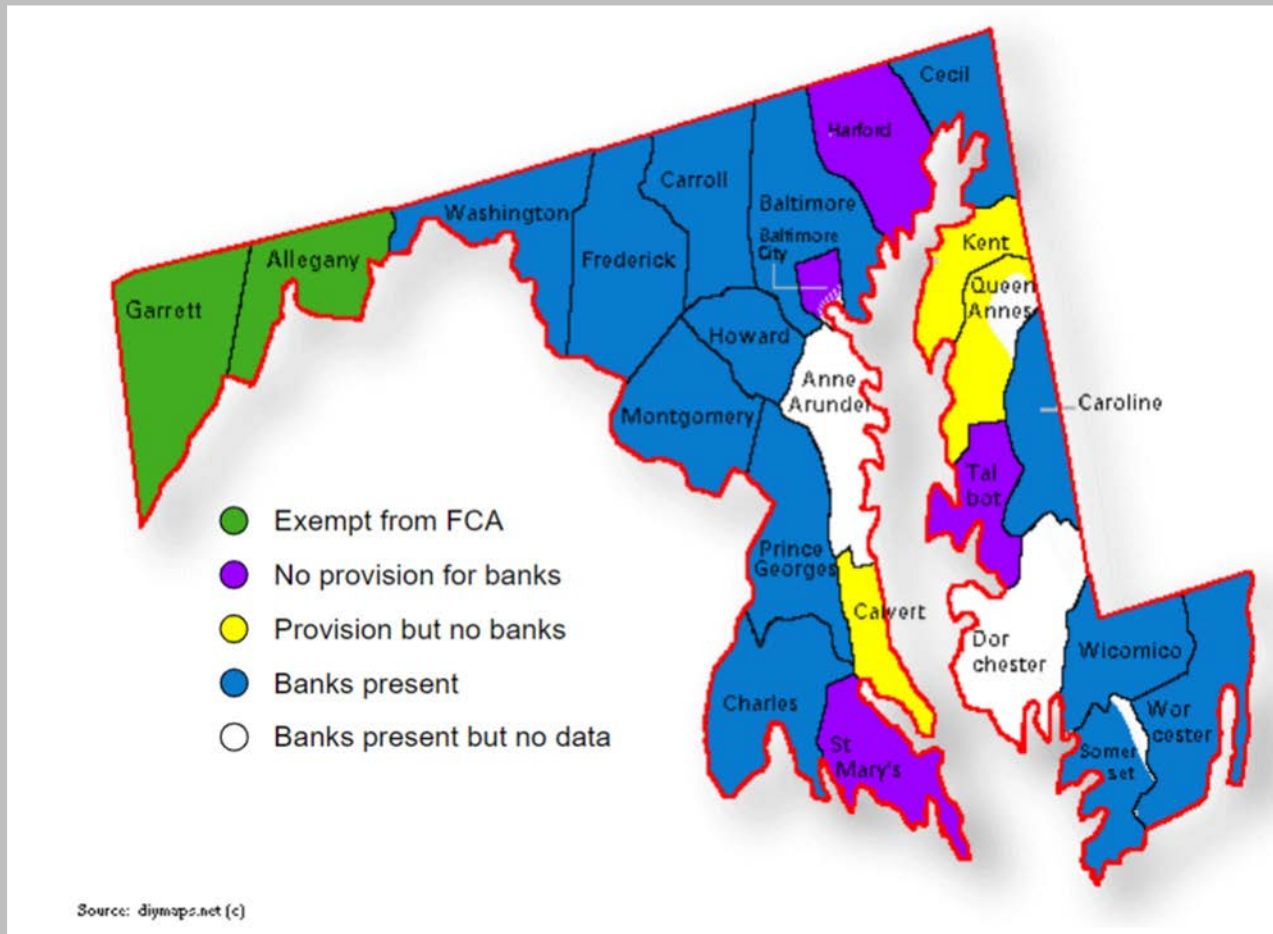 Cecil
Harford
Carroll
Washington
Baltimore
Baltimore
City
Kent
Frederick
Allegany
Queen
Annes
Garrett
Howard
Anne
Arundel
Caroline
Montgomery
Tal
bot
Exempt from FCA
No provision for banks
Prince
Georges
Calvert
Provision but no banks
Dor
chester
Wicomico
Banks present
Charles
Wor
cester
Banks present but no data
St
Mary's
Somer
set
Source: diymaps.net (c)